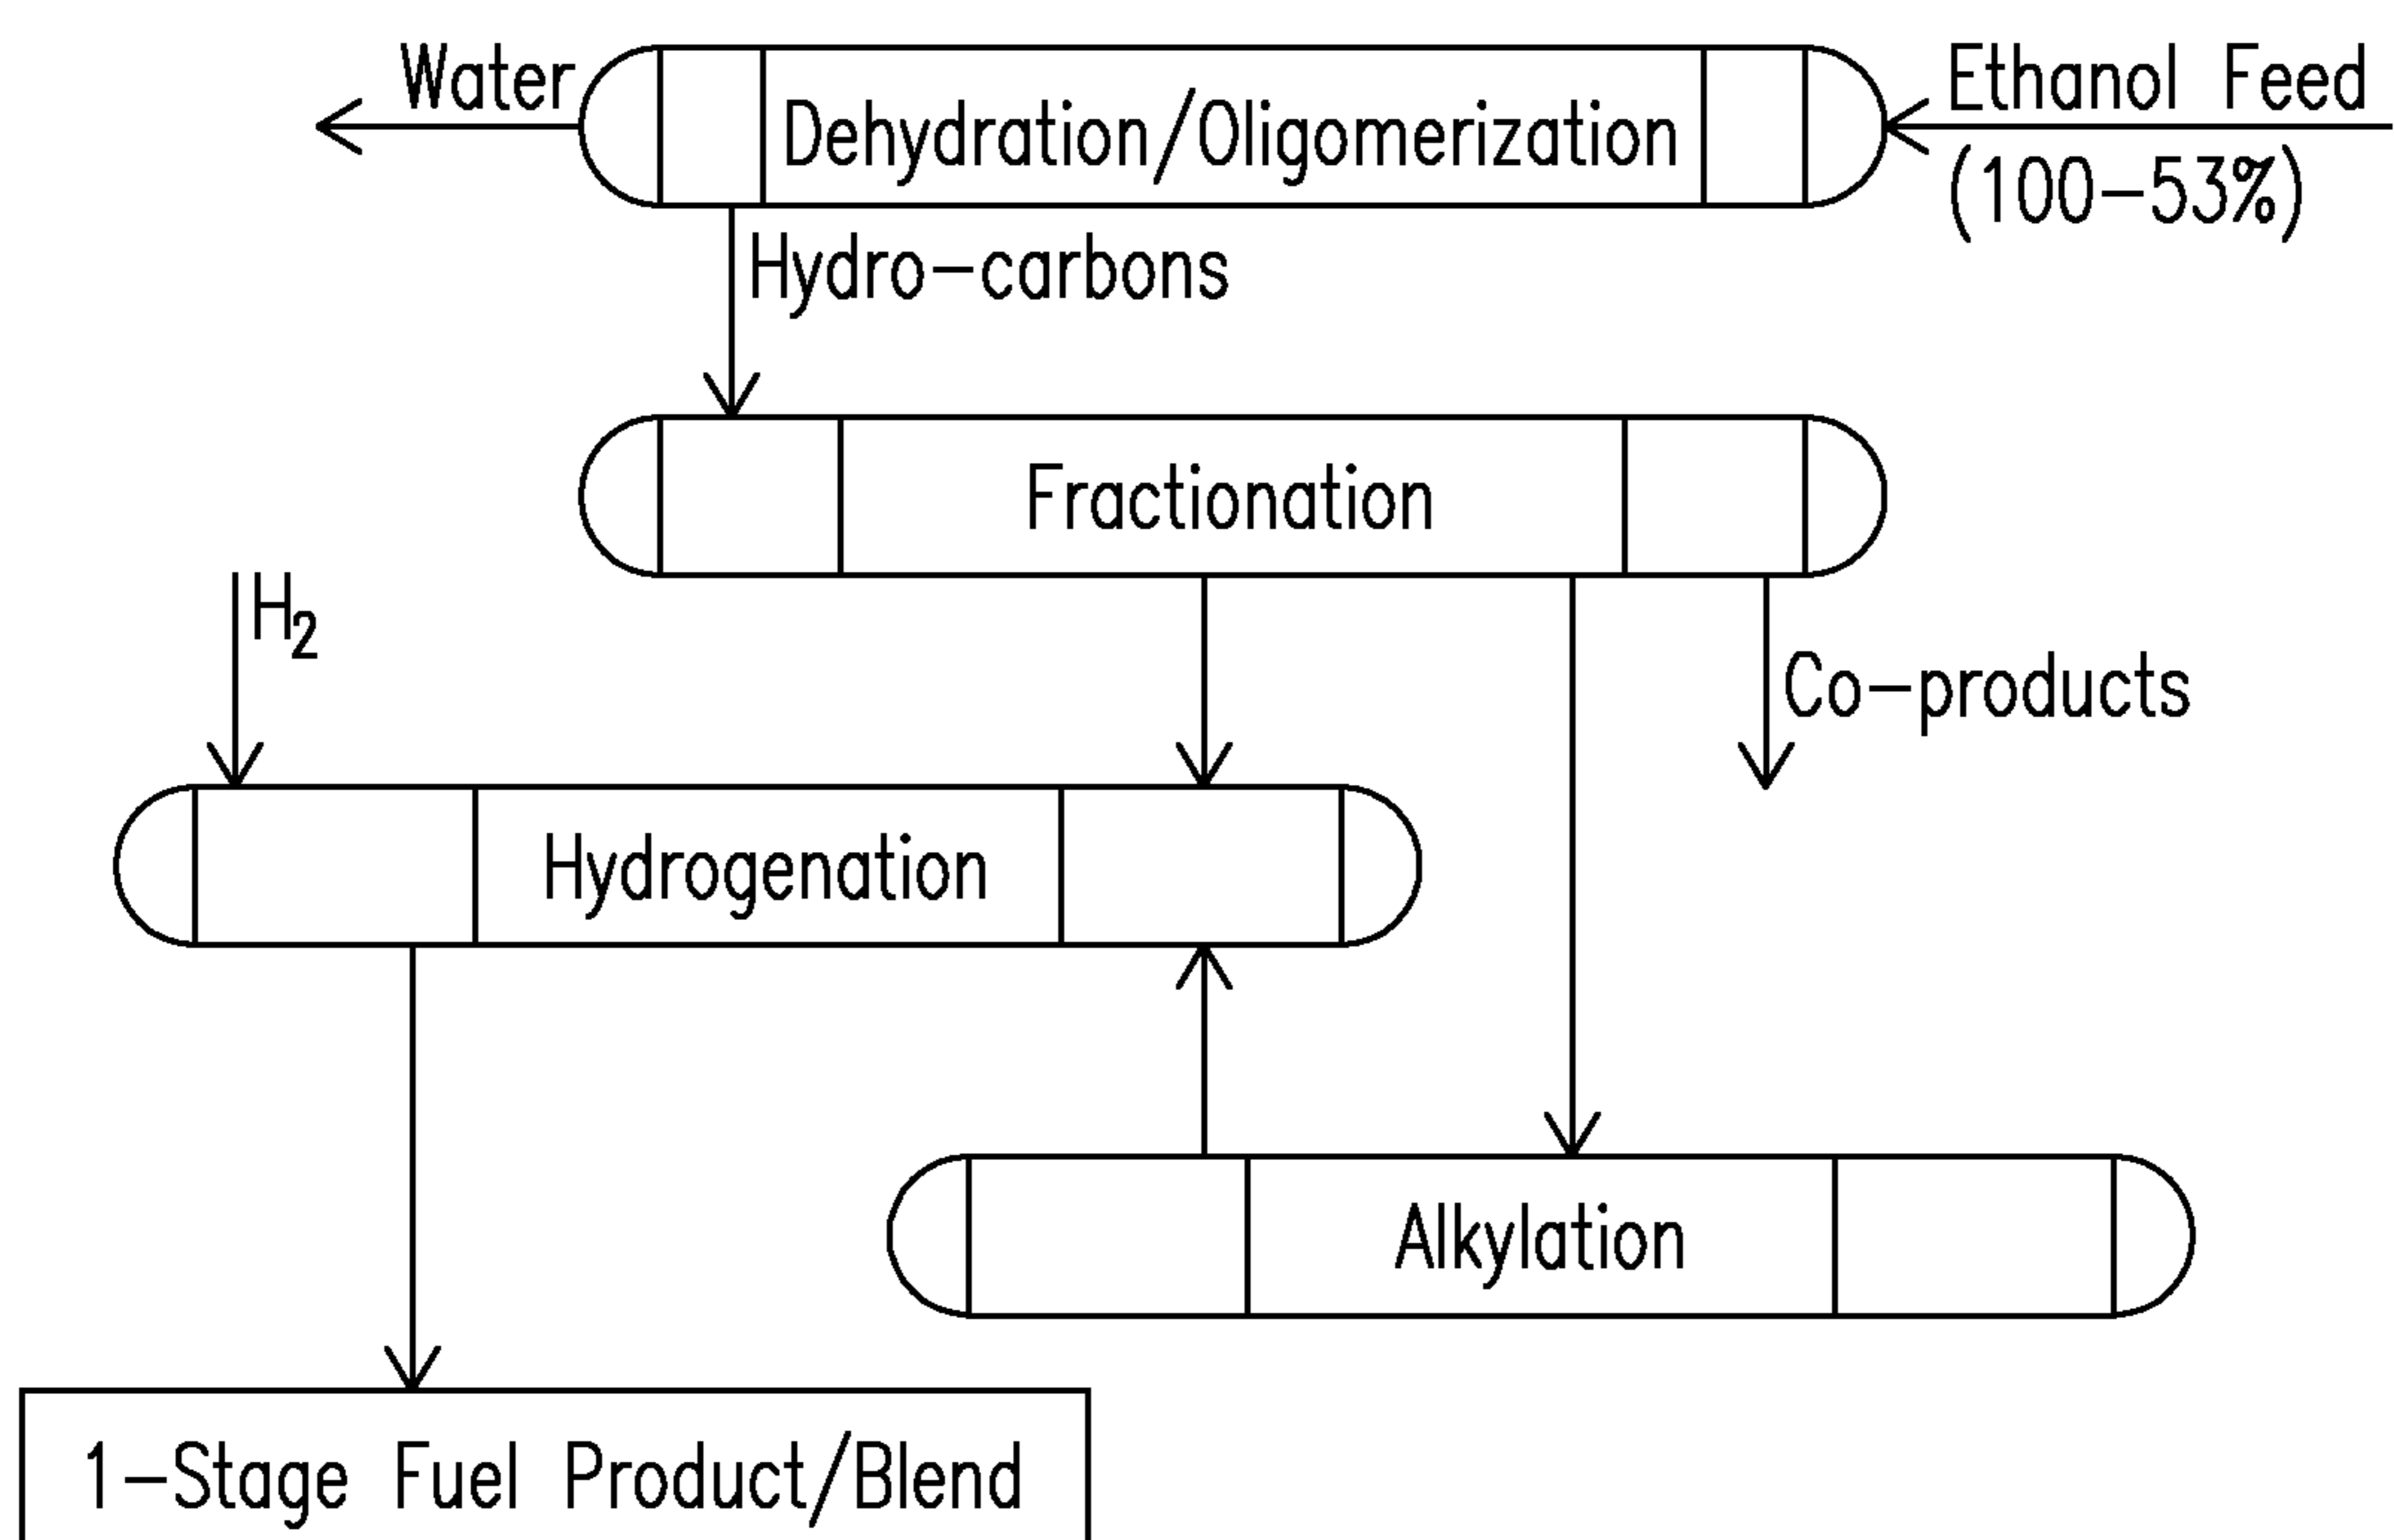 Water
Dehydration/Oligomerization
Ethanol Feed
(100-53%)
Hydro-carbons
Fractionation
H₂
Co-products
Hydrogenation
Alkylation
1-Stage Fuel Product/Blend